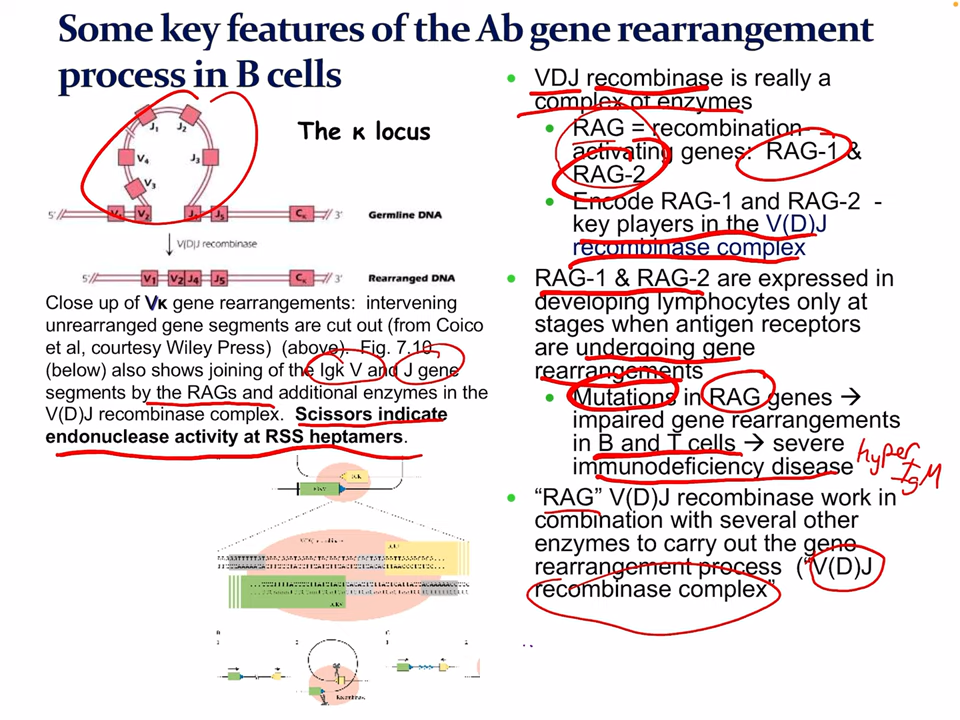 Some key features of the Ab gene rearrangement
process in B cells
The κ locus
J₁
J₂
V₄
J₃
V₃
5'
V₁
V₂
J₅
Cκ
3'
Germline DNA
V(D)J recombinase
5'
V₁
V₂
J₄
J₅
Cκ
3'
Rearranged DNA
Close up of Vκ gene rearrangements: intervening
unrearranged gene segments are cut out (from Coico
et al, courtesy Wiley Press) (above). Fig. 7.10
(below) also shows joining of the Igk V and J gene
segments by the RAGs and additional enzymes in the
V(D)J recombinase complex. Scissors indicate
endonuclease activity at RSS heptamers.
• VDJ recombinase is really a
complex of enzymes
• RAG = recombination-
activating genes: RAG-1 &
RAG-2
• Encode RAG-1 and RAG-2 -
key players in the V(D)J
recombinase complex
• RAG-1 & RAG-2 are expressed in
developing lymphocytes only at
stages when antigen receptors
are undergoing gene
rearrangements
• Mutations in RAG genes →
impaired gene rearrangements
in B and T cells → severe
immunodeficiency disease
hyper
IgM
• "RAG" V(D)J recombinase work in
combination with several other
enzymes to carry out the gene
rearrangement process ("V(D)J
recombinase complex"
Recombinase